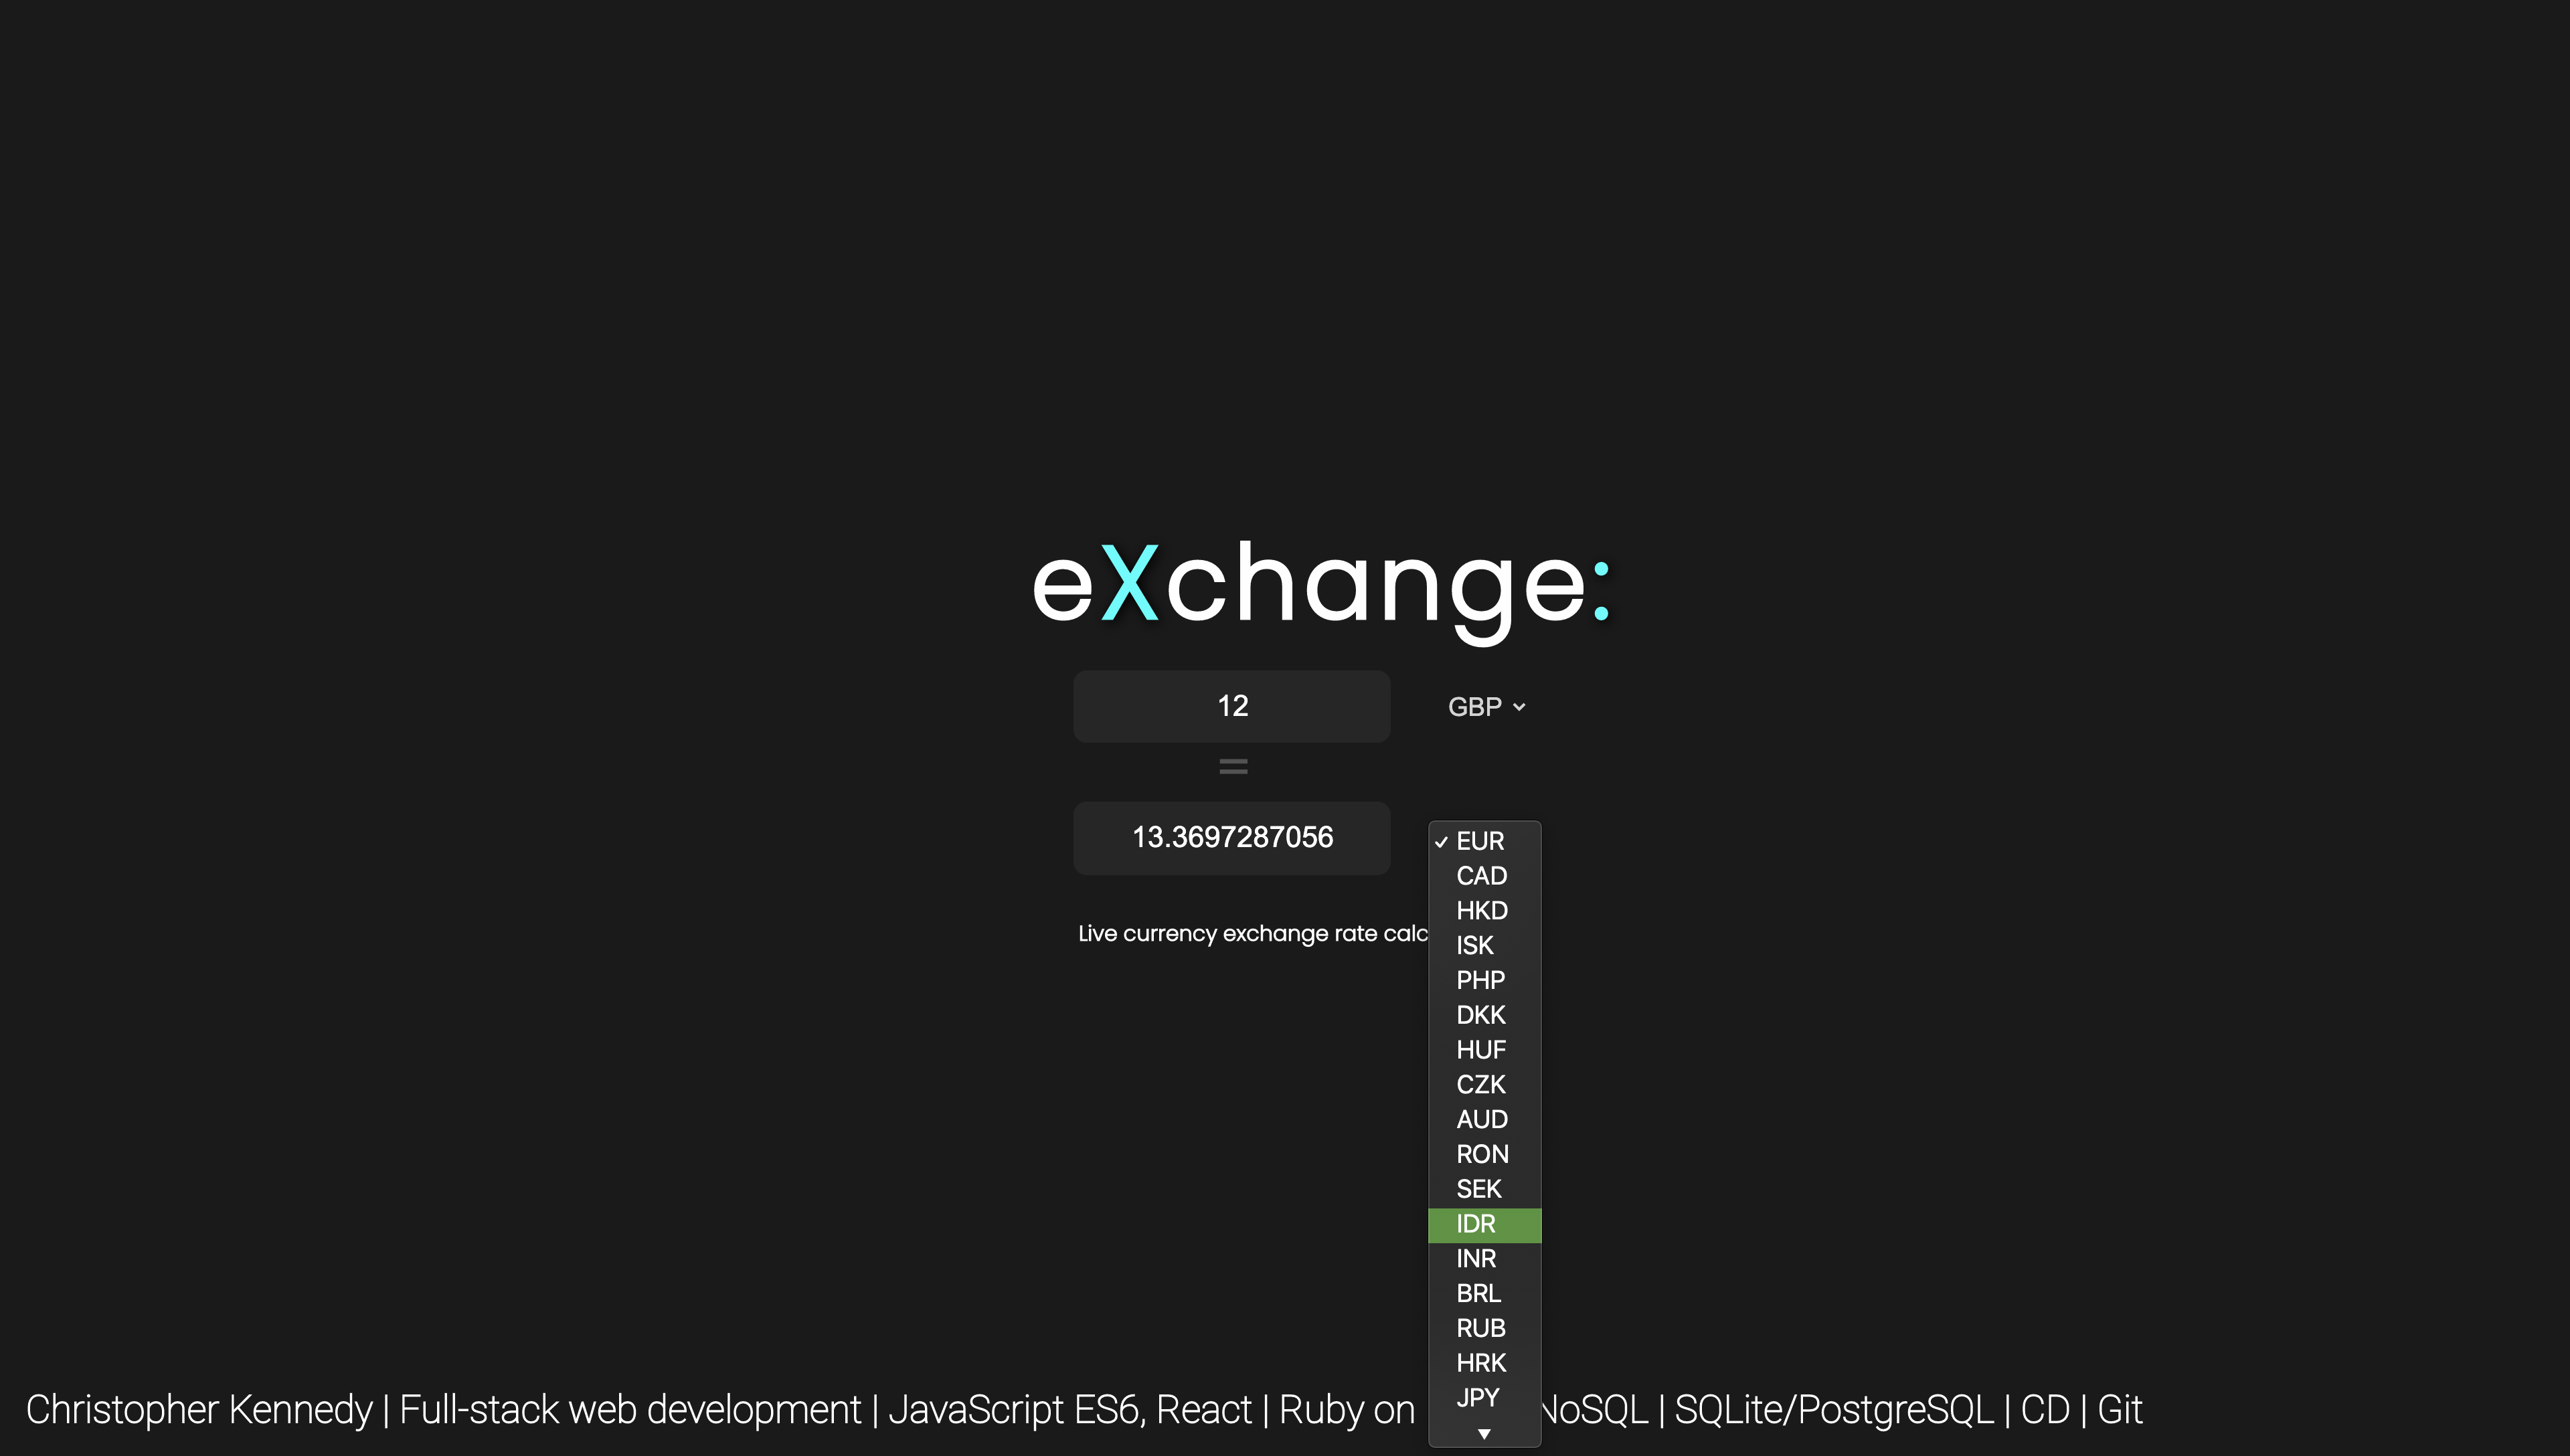 eXchange:
12
GBP
=
13.3697287056
EUR
CAD
HKD
ISK
PHP
DKK
HUF
CZK
AUD
RON
SEK
IDR
INR
BRL
RUB
HRK
JPY
Live currency exchange rate calc
Christopher Kennedy | Full-stack web development | JavaScript ES6, React | Ruby on NoSQL | SQLite/PostgreSQL | CD | Git